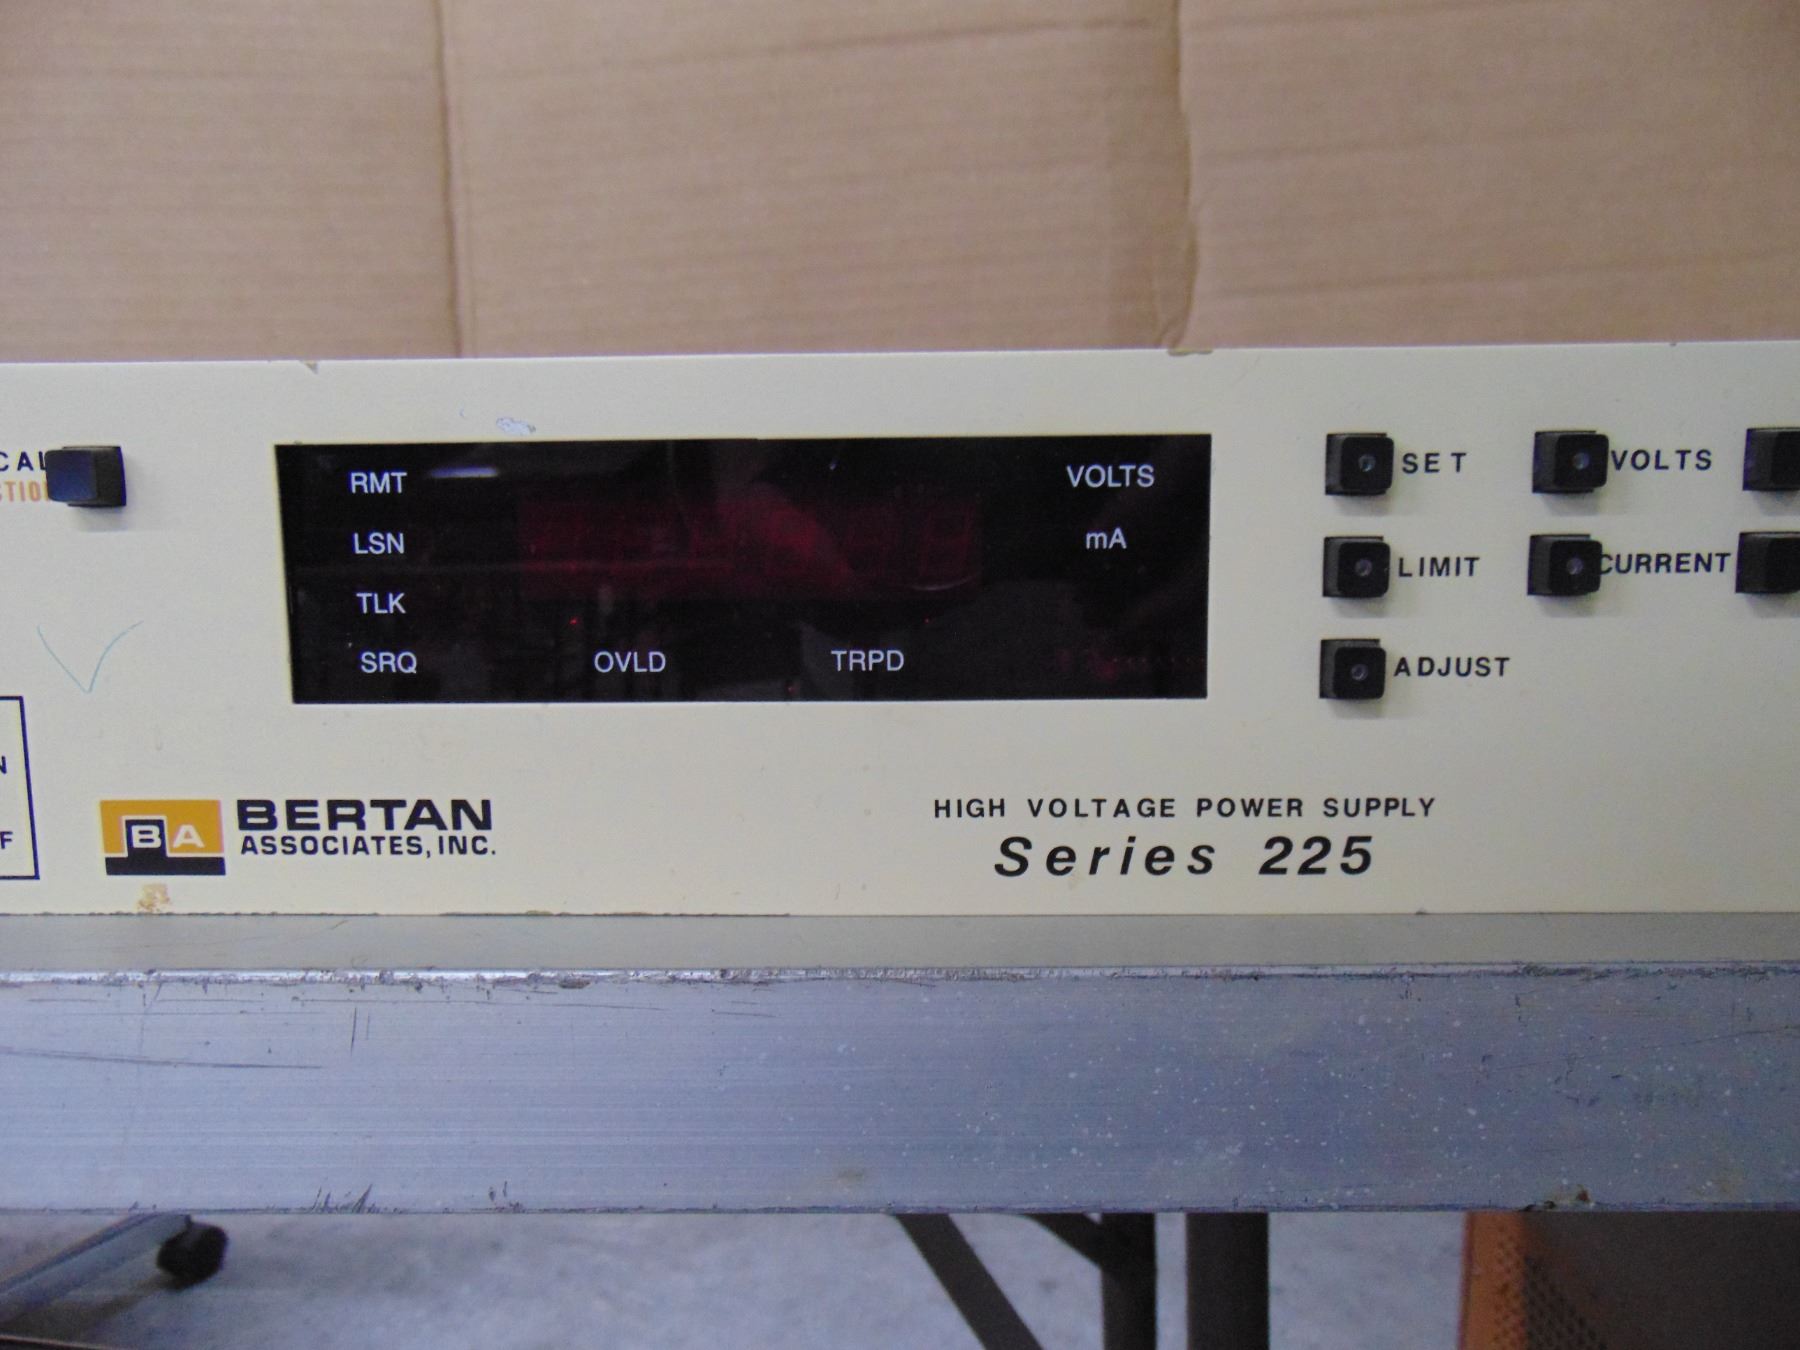 RMT
LSN
TLK
SRQ
OVLD
TRPD
VOLTS
mA
SET
LIMIT
ADJUST
VOLTS
CURRENT
BA
BERTAN
ASSOCIATES, INC.
HIGH VOLTAGE POWER SUPPLY
Series 225